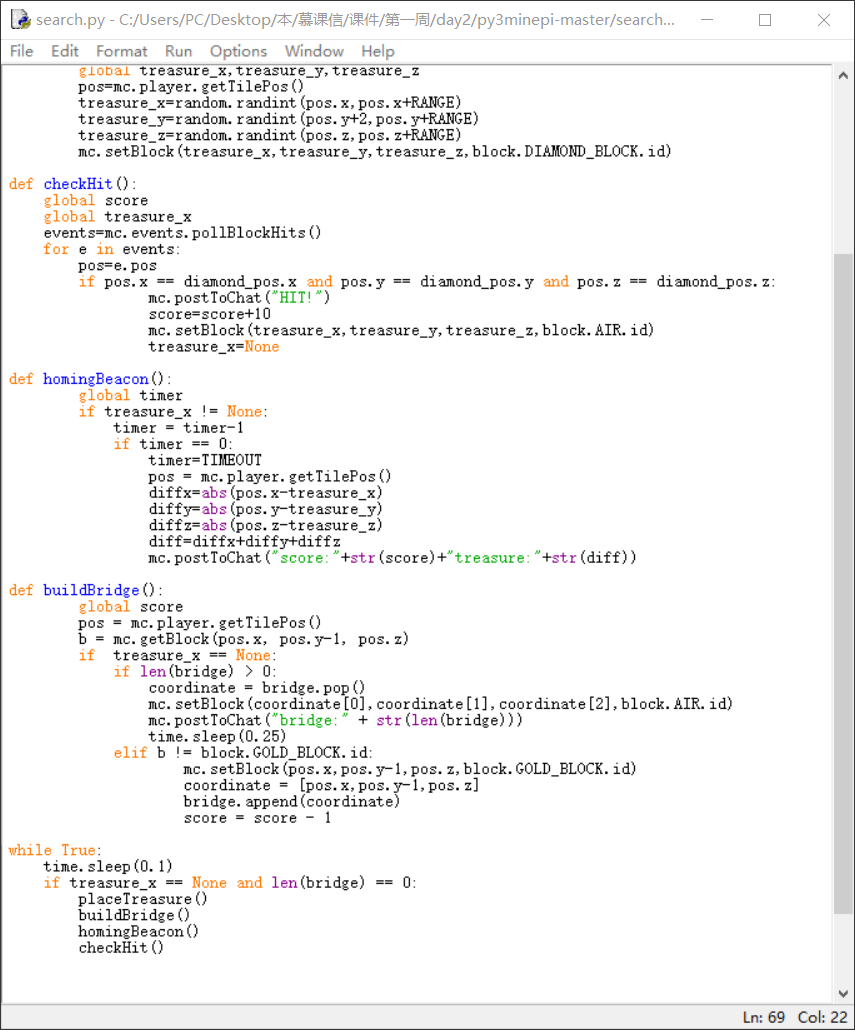 search.py - C:/Users/PC/Desktop/本/慕课信/课件/第一周/day2/py3minepi-master/search...
File Edit Format Run Options Window Help
global treasure_x,treasure_y,treasure_z
pos=mc.player.getTilePos()
treasure_x=random.randint(pos.x,pos.x+RANGE)
treasure_y=random.randint(pos.y+2,pos.y+RANGE)
treasure_z=random.randint(pos.z,pos.z+RANGE)
mc.setBlock(treasure_x,treasure_y,treasure_z,block.DIAMOND_BLOCK.id)
def checkHit():
global score
global treasure_x
events=mc.events.pollBlockHits()
for e in events:
pos=e.pos
if pos.x == diamond_pos.x and pos.y == diamond_pos.y and pos.z == diamond_pos.z:
mc.postToChat("HIT!")
score=score+10
mc.setBlock(treasure_x,treasure_y,treasure_z,block.AIR.id)
treasure_x=None
def homingBeacon():
global timer
if treasure_x != None:
timer = timer-1
if timer == 0:
timer=TIMEOUT
pos = mc.player.getTilePos()
diffx=abs(pos.x-treasure_x)
diffy=abs(pos.y-treasure_y)
diffz=abs(pos.z-treasure_z)
diff=diffx+diffy+diffz
mc.postToChat("score:"+str(score)+"treasure:"+str(diff))
def buildBridge():
global score
pos = mc.player.getTilePos()
b = mc.getBlock(pos.x, pos.y-1, pos.z)
if  treasure_x == None:
if len(bridge) > 0:
coordinate = bridge.pop()
mc.setBlock(coordinate[0],coordinate[1],coordinate[2],block.AIR.id)
mc.postToChat("bridge:" + str(len(bridge)))
time.sleep(0.25)
elif b != block.GOLD_BLOCK.id:
mc.setBlock(pos.x,pos.y-1,pos.z,block.GOLD_BLOCK.id)
coordinate = [pos.x,pos.y-1,pos.z]
bridge.append(coordinate)
score = score - 1
while True:
time.sleep(0.1)
if treasure_x == None and len(bridge) == 0:
placeTreasure()
buildBridge()
homingBeacon()
checkHit()
Ln: 69 Col: 22